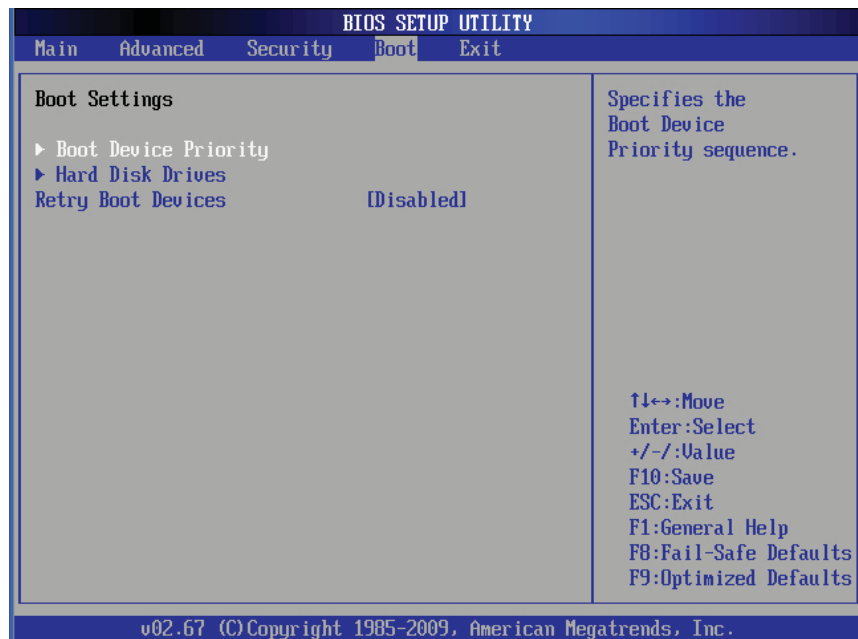 BIOS SETUP UTILITY
Main Advanced Security Boot Exit
Boot Settings
▶ Boot Device Priority
▶ Hard Disk Drives
Retry Boot Devices [Disabled]
Specifies the
Boot Device
Priority sequence.
↑↓←→:Move
Enter:Select
+/-/:Value
F10:Save
ESC:Exit
F1:General Help
F8:Fail-Safe Defaults
F9:Optimized Defaults
v02.67 (C)Copyright 1985-2009, American Megatrends, Inc.